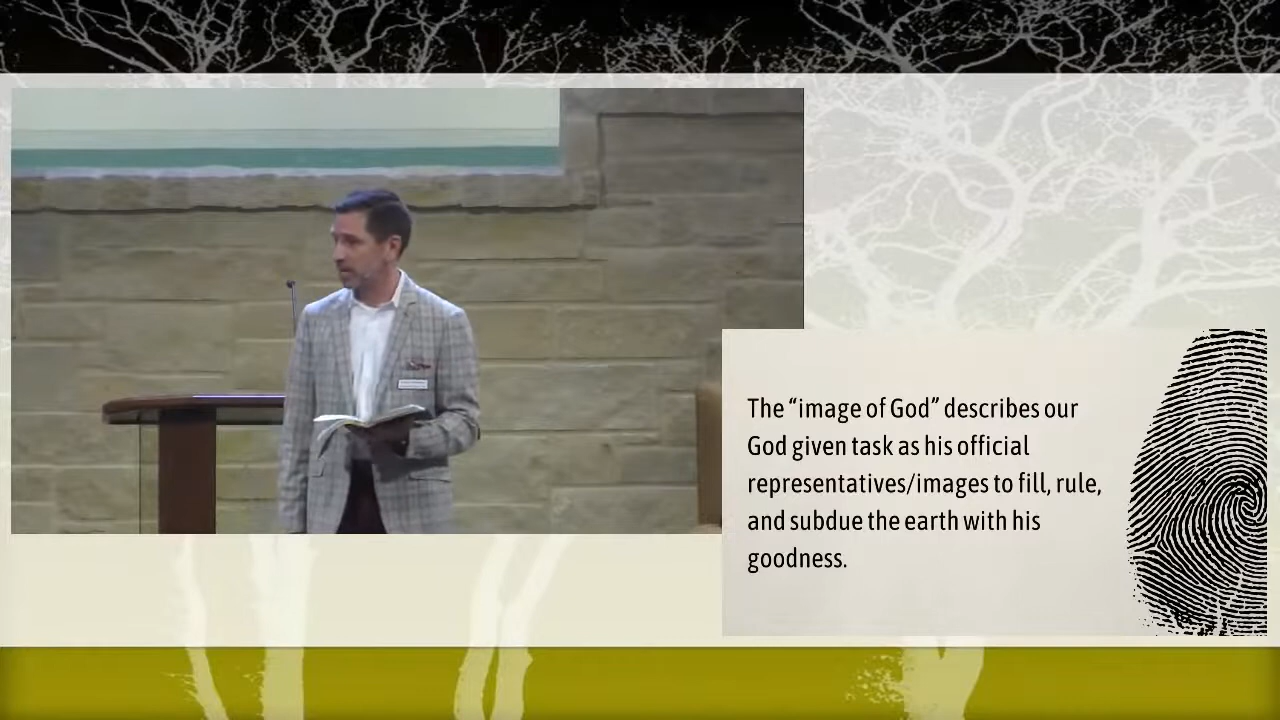 The “image of God” describes our
God given task as his official
representatives/images to fill, rule,
and subdue the earth with his
goodness.